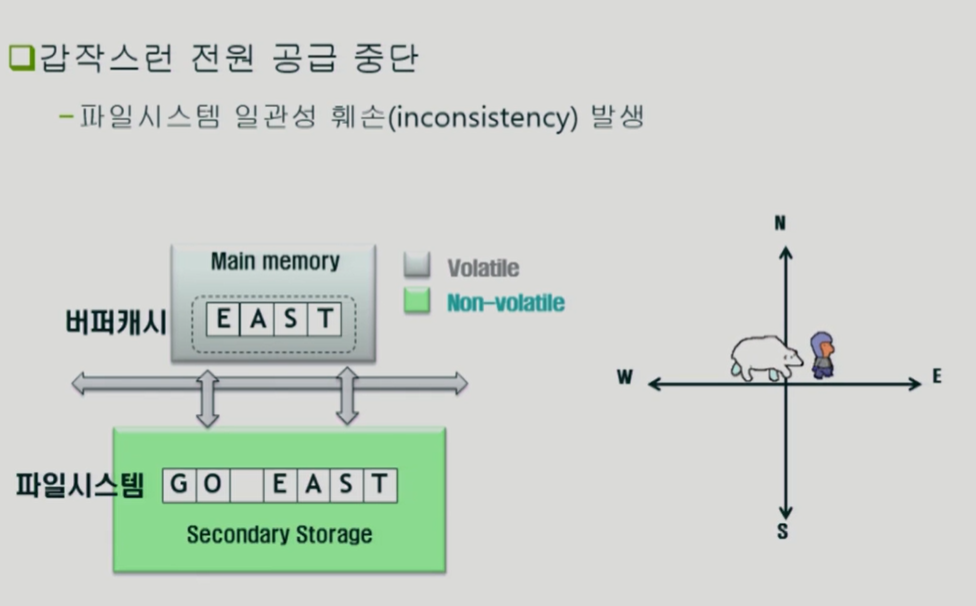 갑작스런 전원 공급 중단
–파일시스템 일관성 훼손(inconsistency) 발생
Main memory
버퍼캐시
E A S T
Volatile
Non-volatile
파일시스템
G O E A S T
Secondary Storage
N
W
E
S